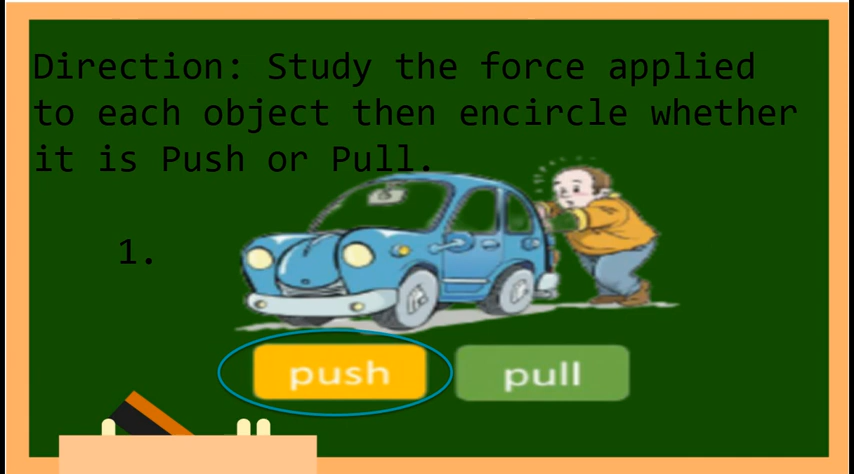 Direction: Study the force applied
to each object then encircle whether
it is Push or Pull.
1.
push pull